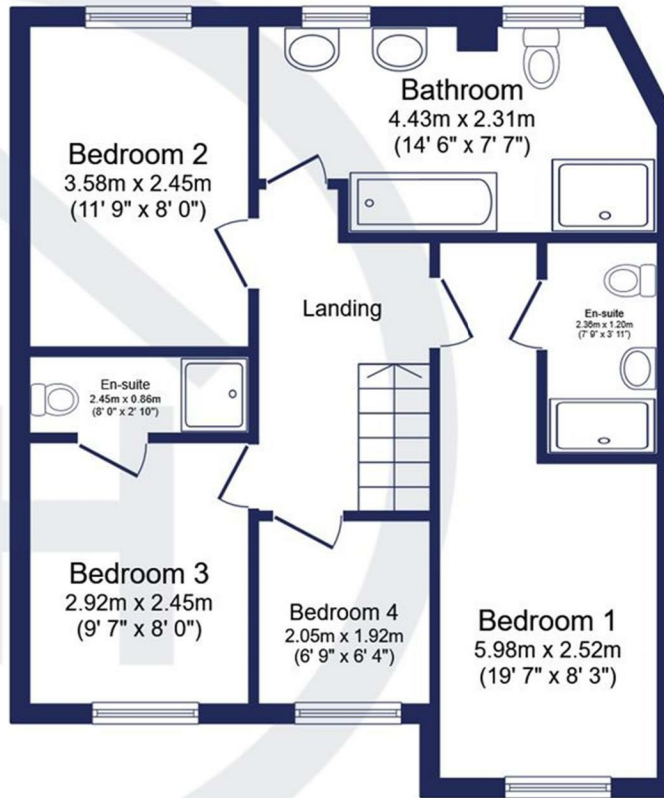 Bathroom
4.43m x 2.31m
(14' 6" x 7' 7")
Bedroom 2
3.58m x 2.45m
(11' 9" x 8' 0")
Landing
En-suite
2.36m x 1.20m
(7' 9" x 3' 11")
En-suite
2.45m x 0.86m
(8' 0" x 2' 10")
Bedroom 3
2.92m x 2.45m
(9' 7" x 8' 0")
Bedroom 4
2.05m x 1.92m
(6' 9" x 6' 4")
Bedroom 1
5.98m x 2.52m
(19' 7" x 8' 3")